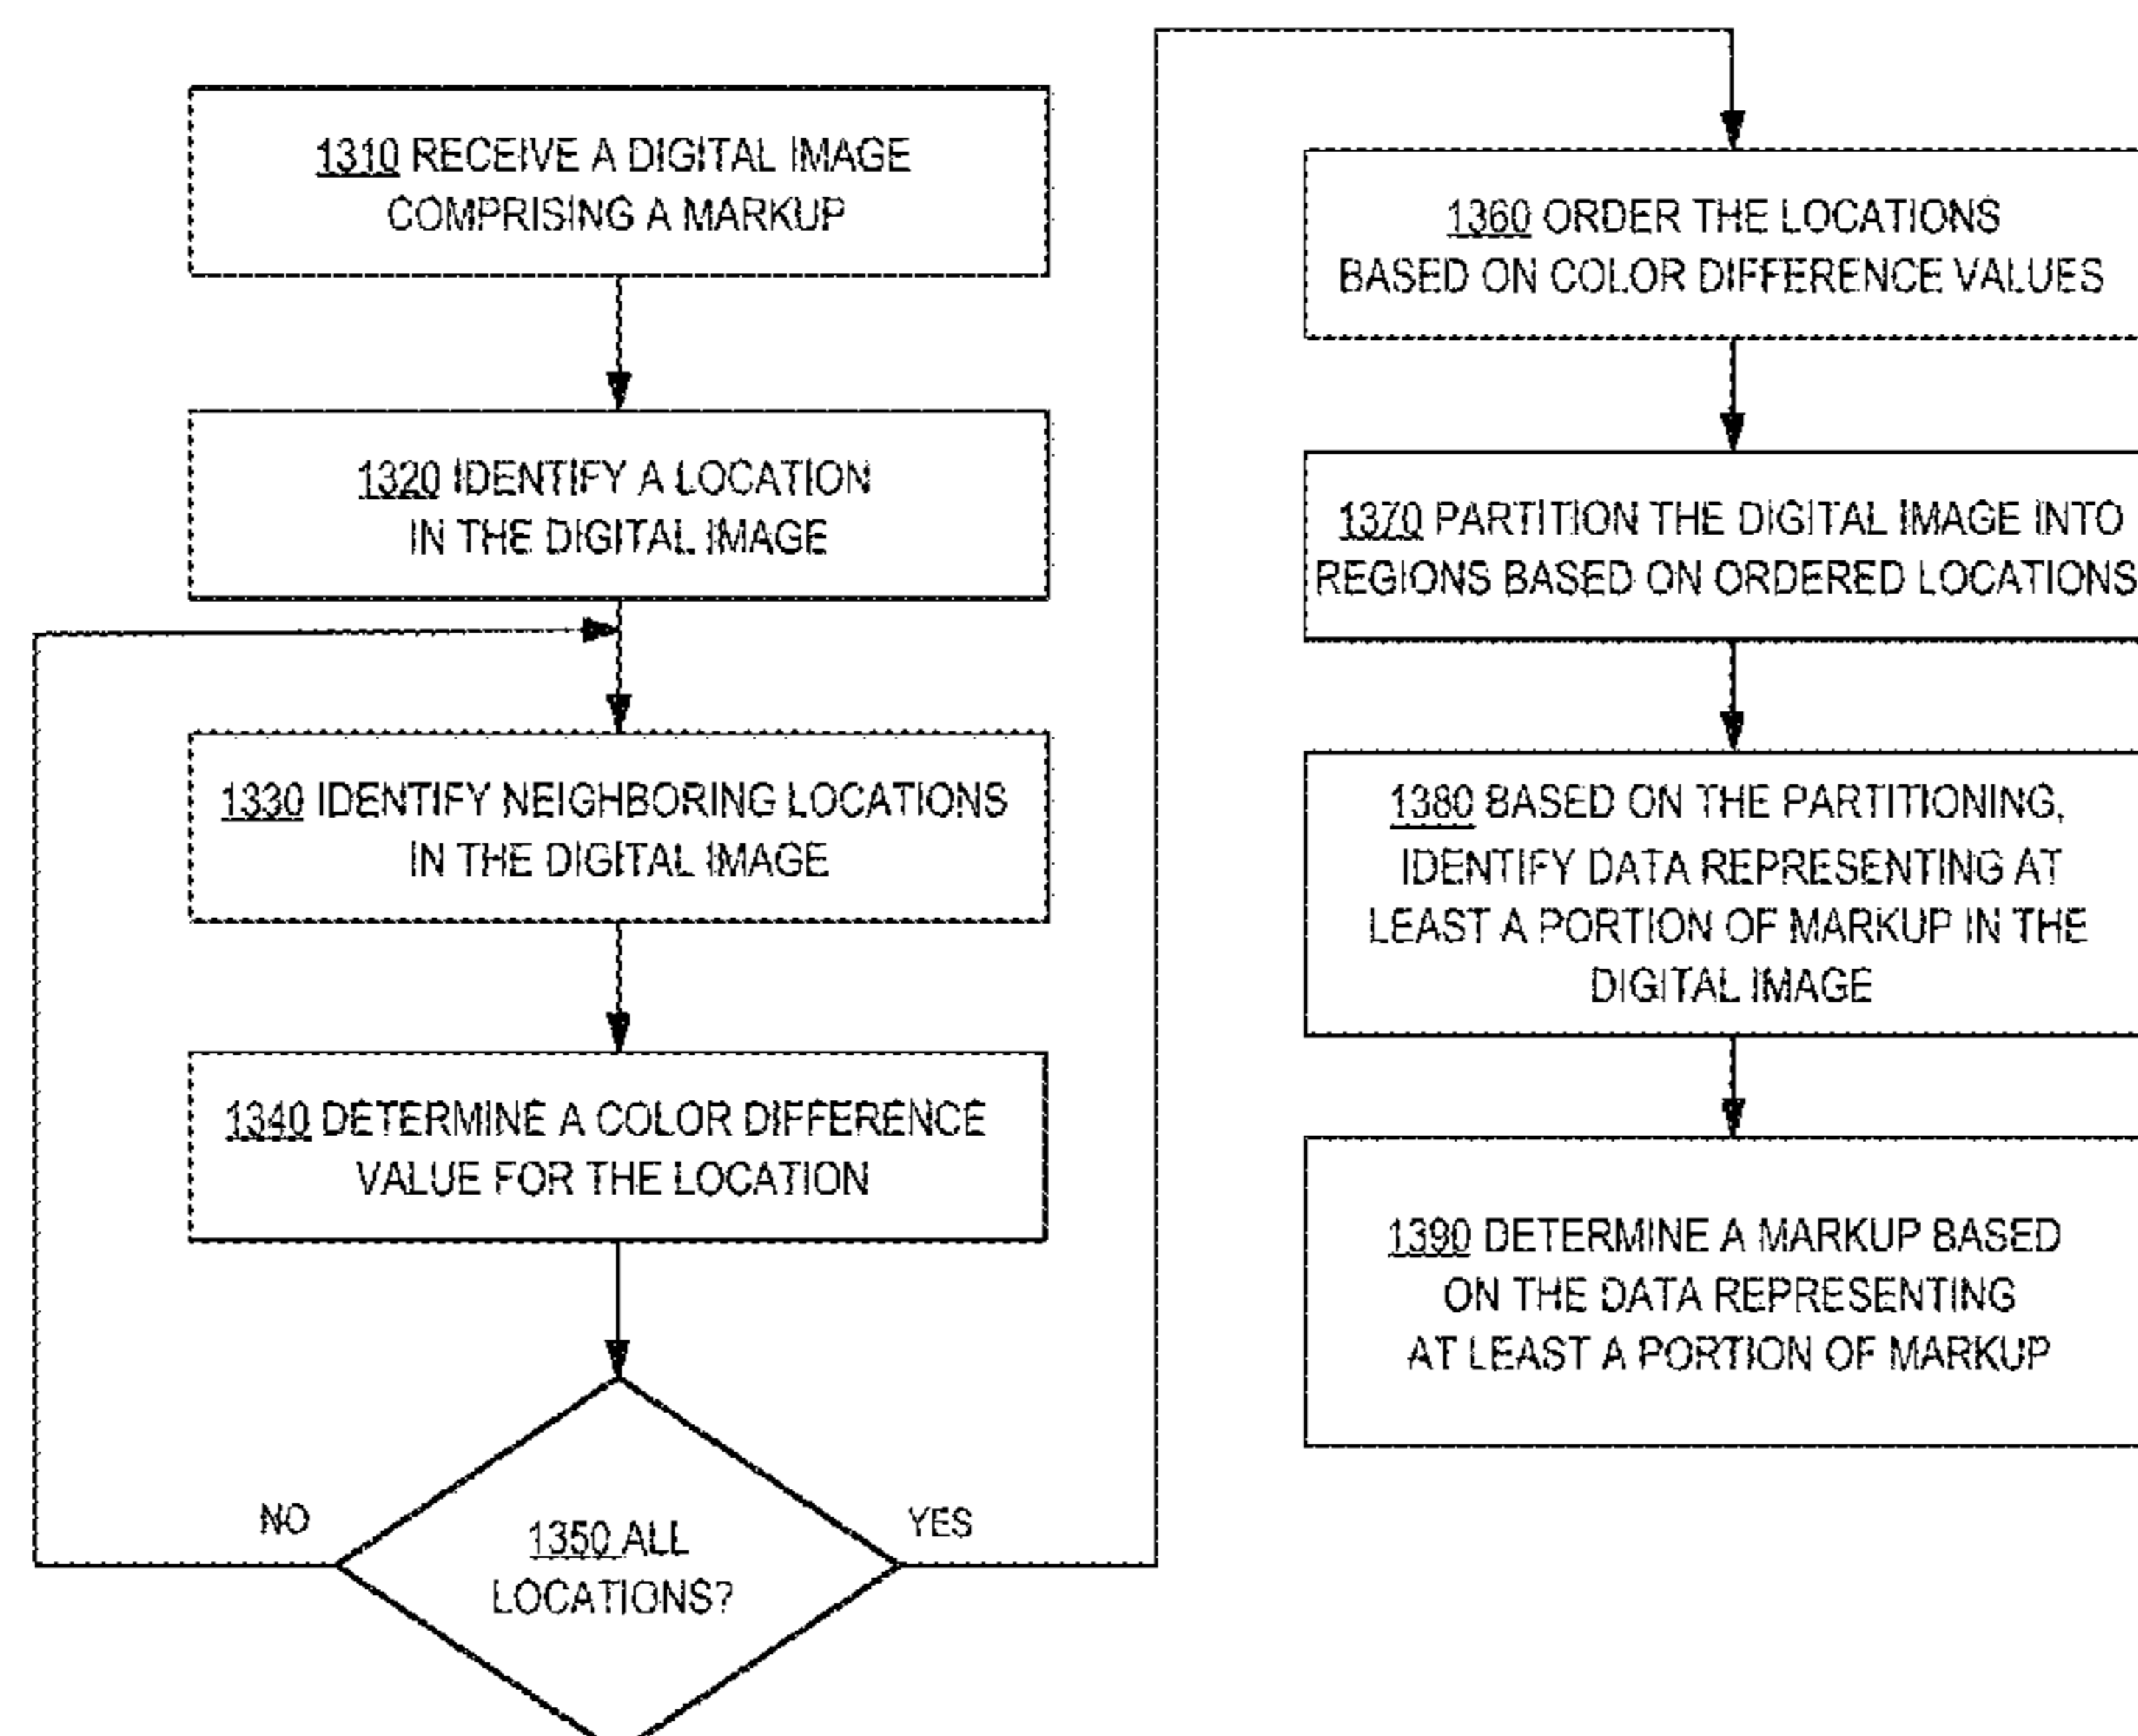 1310 RECEIVE A DIGITAL IMAGE
COMPRISING A MARKUP
1320 IDENTIFY A LOCATION
IN THE DIGITAL IMAGE
1330 IDENTIFY NEIGHBORING LOCATIONS
IN THE DIGITAL IMAGE
1340 DETERMINE A COLOR DIFFERENCE
VALUE FOR THE LOCATION
NO
1350 ALL
LOCATIONS?
YES
1360 ORDER THE LOCATIONS
BASED ON COLOR DIFFERENCE VALUES
1370 PARTITION THE DIGITAL IMAGE INTO
REGIONS BASED ON ORDERED LOCATIONS
1380 BASED ON THE PARTITIONING,
IDENTIFY DATA REPRESENTING AT
LEAST A PORTION OF MARKUP IN THE
DIGITAL IMAGE
1390 DETERMINE A MARKUP BASED
ON THE DATA REPRESENTING
AT LEAST A PORTION OF MARKUP